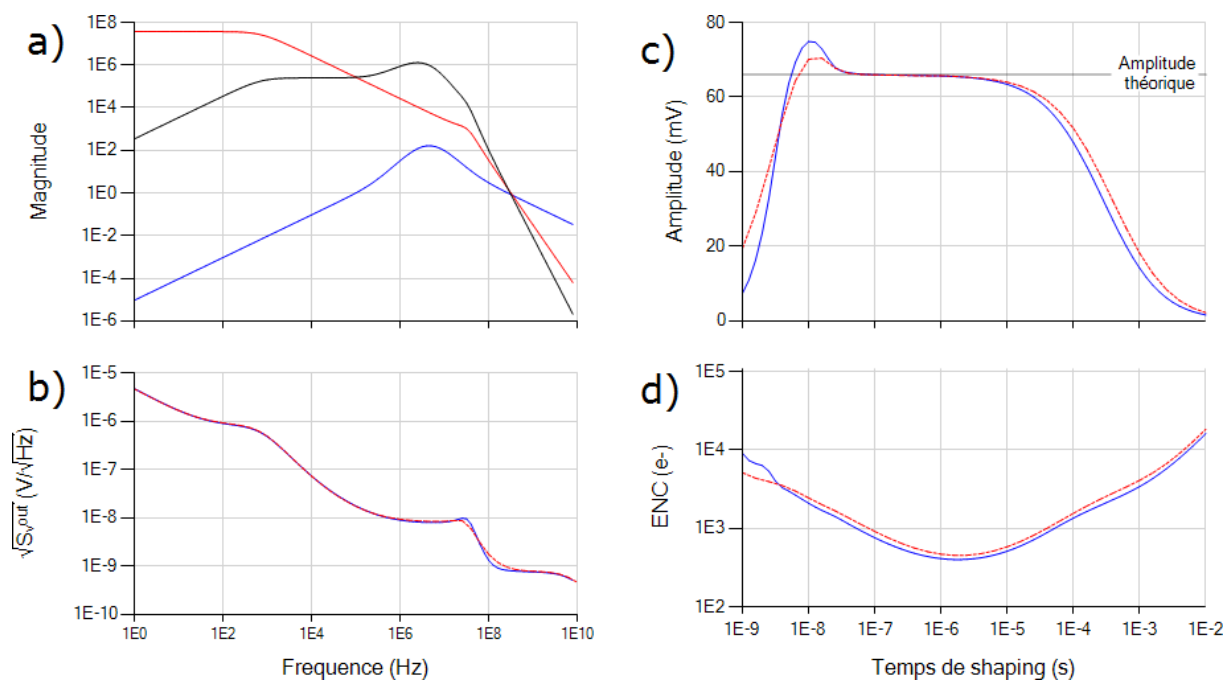 a)
1E8
1E6
1E4
1E2
1E0
1E-2
1E-4
1E-6
Magnitude
b)
1E-5
1E-6
1E-7
1E-8
1E-9
1E-10
√Sᵥᵒᵘᵗ (V/√Hz)
1E0
1E2
1E4
1E6
1E8
1E10
Frequence (Hz)
c)
80
60
40
20
0
Amplitude (mV)
Amplitude
théorique
d)
1E5
1E4
1E3
1E2
ENC (e-)
1E-9
1E-8
1E-7
1E-6
1E-5
1E-4
1E-3
1E-2
Temps de shaping (s)